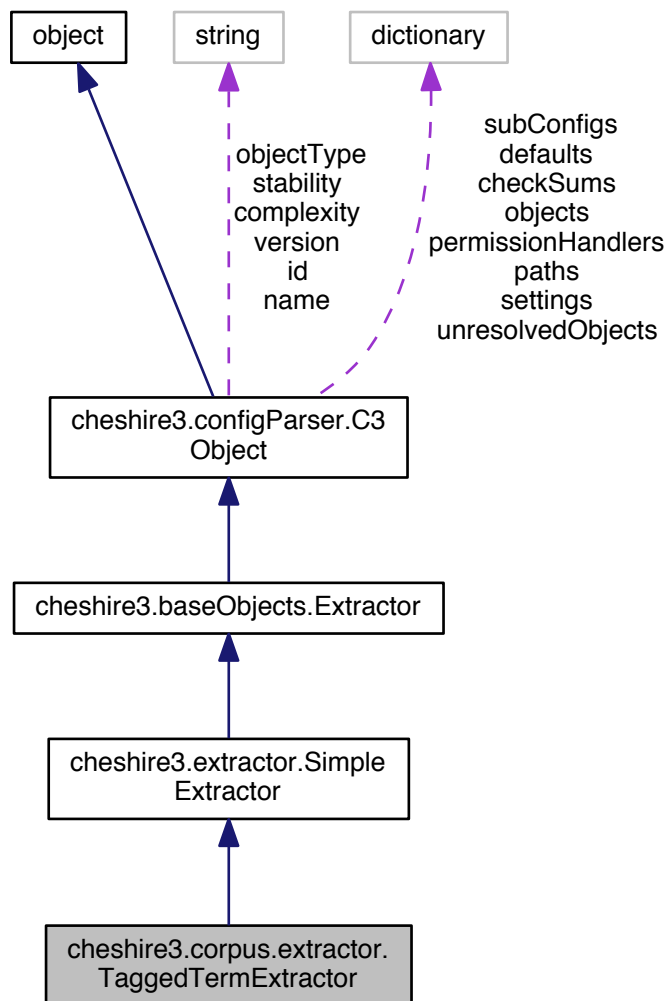 object
string
dictionary
objectType
stability
complexity
version
id
name
subConfigs
defaults
checkSums
objects
permissionHandlers
paths
settings
unresolvedObjects
cheshire3.configParser.C3
Object
cheshire3.baseObjects.Extractor
cheshire3.extractor.Simple
Extractor
cheshire3.corpus.extractor.
TaggedTermExtractor